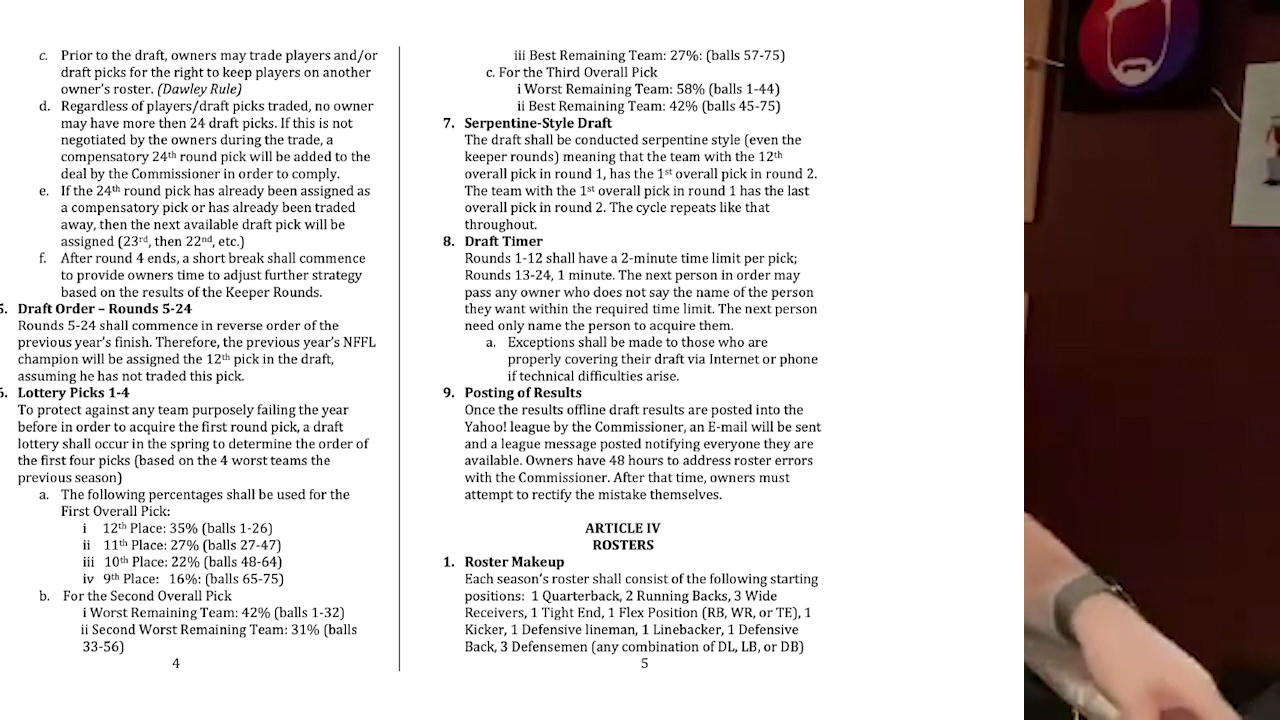 c. Prior to the draft, owners may trade players and/or
draft picks for the right to keep players on another
owner's roster. (Dawley Rule)
d. Regardless of players/draft picks traded, no owner
may have more then 24 draft picks. If this is not
negotiated by the owners during the trade, a
compensatory 24th round pick will be added to the
deal by the Commissioner in order to comply.
e. If the 24th round pick has already been assigned as
a compensatory pick or has already been traded
away, then the next available draft pick will be
assigned (23rd, then 22nd, etc.)
f. After round 4 ends, a short break shall commence
to provide owners time to adjust further strategy
based on the results of the Keeper Rounds.
5. Draft Order – Rounds 5-24
Rounds 5-24 shall commence in reverse order of the
previous year's finish. Therefore, the previous year's NFFL
champion will be assigned the 12th pick in the draft,
assuming he has not traded this pick.
6. Lottery Picks 1-4
To protect against any team purposely failing the year
before in order to acquire the first round pick, a draft
lottery shall occur in the spring to determine the order of
the first four picks (based on the 4 worst teams the
previous season)
a. The following percentages shall be used for the
First Overall Pick:
i 12th Place: 35% (balls 1-26)
ii 11th Place: 27% (balls 27-47)
iii 10th Place: 22% (balls 48-64)
iv 9th Place: 16%: (balls 65-75)
b. For the Second Overall Pick
i Worst Remaining Team: 42% (balls 1-32)
ii Second Worst Remaining Team: 31% (balls
33-56)
4
iii Best Remaining Team: 27%: (balls 57-75)
c. For the Third Overall Pick
i Worst Remaining Team: 58% (balls 1-44)
ii Best Remaining Team: 42% (balls 45-75)
7. Serpentine-Style Draft
The draft shall be conducted serpentine style (even the
keeper rounds) meaning that the team with the 12th
overall pick in round 1, has the 1st overall pick in round 2.
The team with the 1st overall pick in round 1 has the last
overall pick in round 2. The cycle repeats like that
throughout.
8. Draft Timer
Rounds 1-12 shall have a 2-minute time limit per pick;
Rounds 13-24, 1 minute. The next person in order may
pass any owner who does not say the name of the person
they want within the required time limit. The next person
need only name the person to acquire them.
a. Exceptions shall be made to those who are
properly covering their draft via Internet or phone
if technical difficulties arise.
9. Posting of Results
Once the results offline draft results are posted into the
Yahoo! league by the Commissioner, an E-mail will be sent
and a league message posted notifying everyone they are
available. Owners have 48 hours to address roster errors
with the Commissioner. After that time, owners must
attempt to rectify the mistake themselves.
ARTICLE IV
ROSTERS
1. Roster Makeup
Each season's roster shall consist of the following starting
positions: 1 Quarterback, 2 Running Backs, 3 Wide
Receivers, 1 Tight End, 1 Flex Position (RB, WR, or TE), 1
Kicker, 1 Defensive lineman, 1 Linebacker, 1 Defensive
Back, 3 Defensemen (any combination of DL, LB, or DB)
5